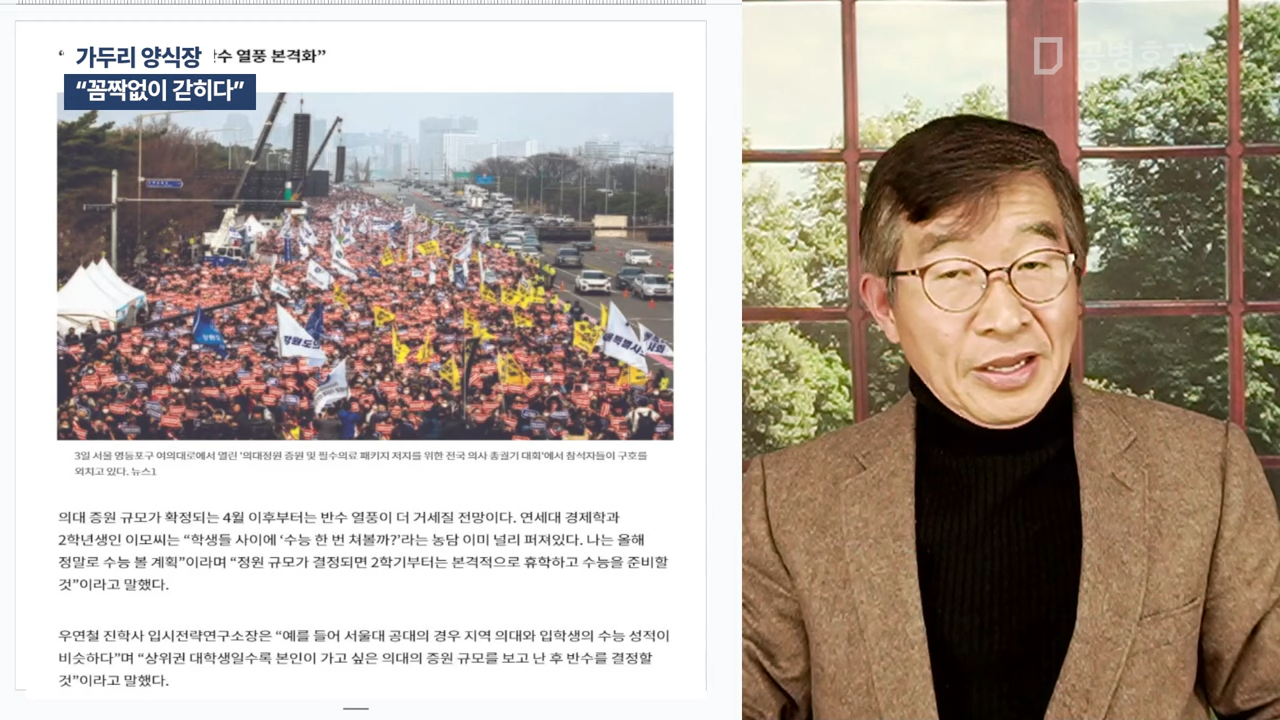 가두리 양식장
“꼼짝없이 갇히다”
반수 열풍 본격화”
공병호TV
강원도
3일 서울 영등포구 여의대로에서 열린 '의대정원 증원 및 필수의료 패키지 저지를 위한 전국 의사 총궐기 대회'에서 참석자들이 구호를
외치고 있다. 뉴스1
의대 증원 규모가 확정되는 4월 이후부터는 반수 열풍이 더 거세질 전망이다. 연세대 경제학과
2학년생인 이모씨는 “학생들 사이에 ‘수능 한 번 쳐볼까?’라는 농담 이미 널리 퍼져있다. 나는 올해
정말로 수능 볼 계획”이라며 “정원 규모가 결정되면 2학기부터는 본격적으로 휴학하고 수능을 준비할
것”이라고 말했다.
우연철 진학사 입시전략연구소장은 “예를 들어 서울대 공대의 경우 지역 의대와 입학생의 수능 성적이
비슷하다”며 “상위권 대학생일수록 본인이 가고 싶은 의대의 증원 규모를 보고 난 후 반수를 결정할
것”이라고 말했다.